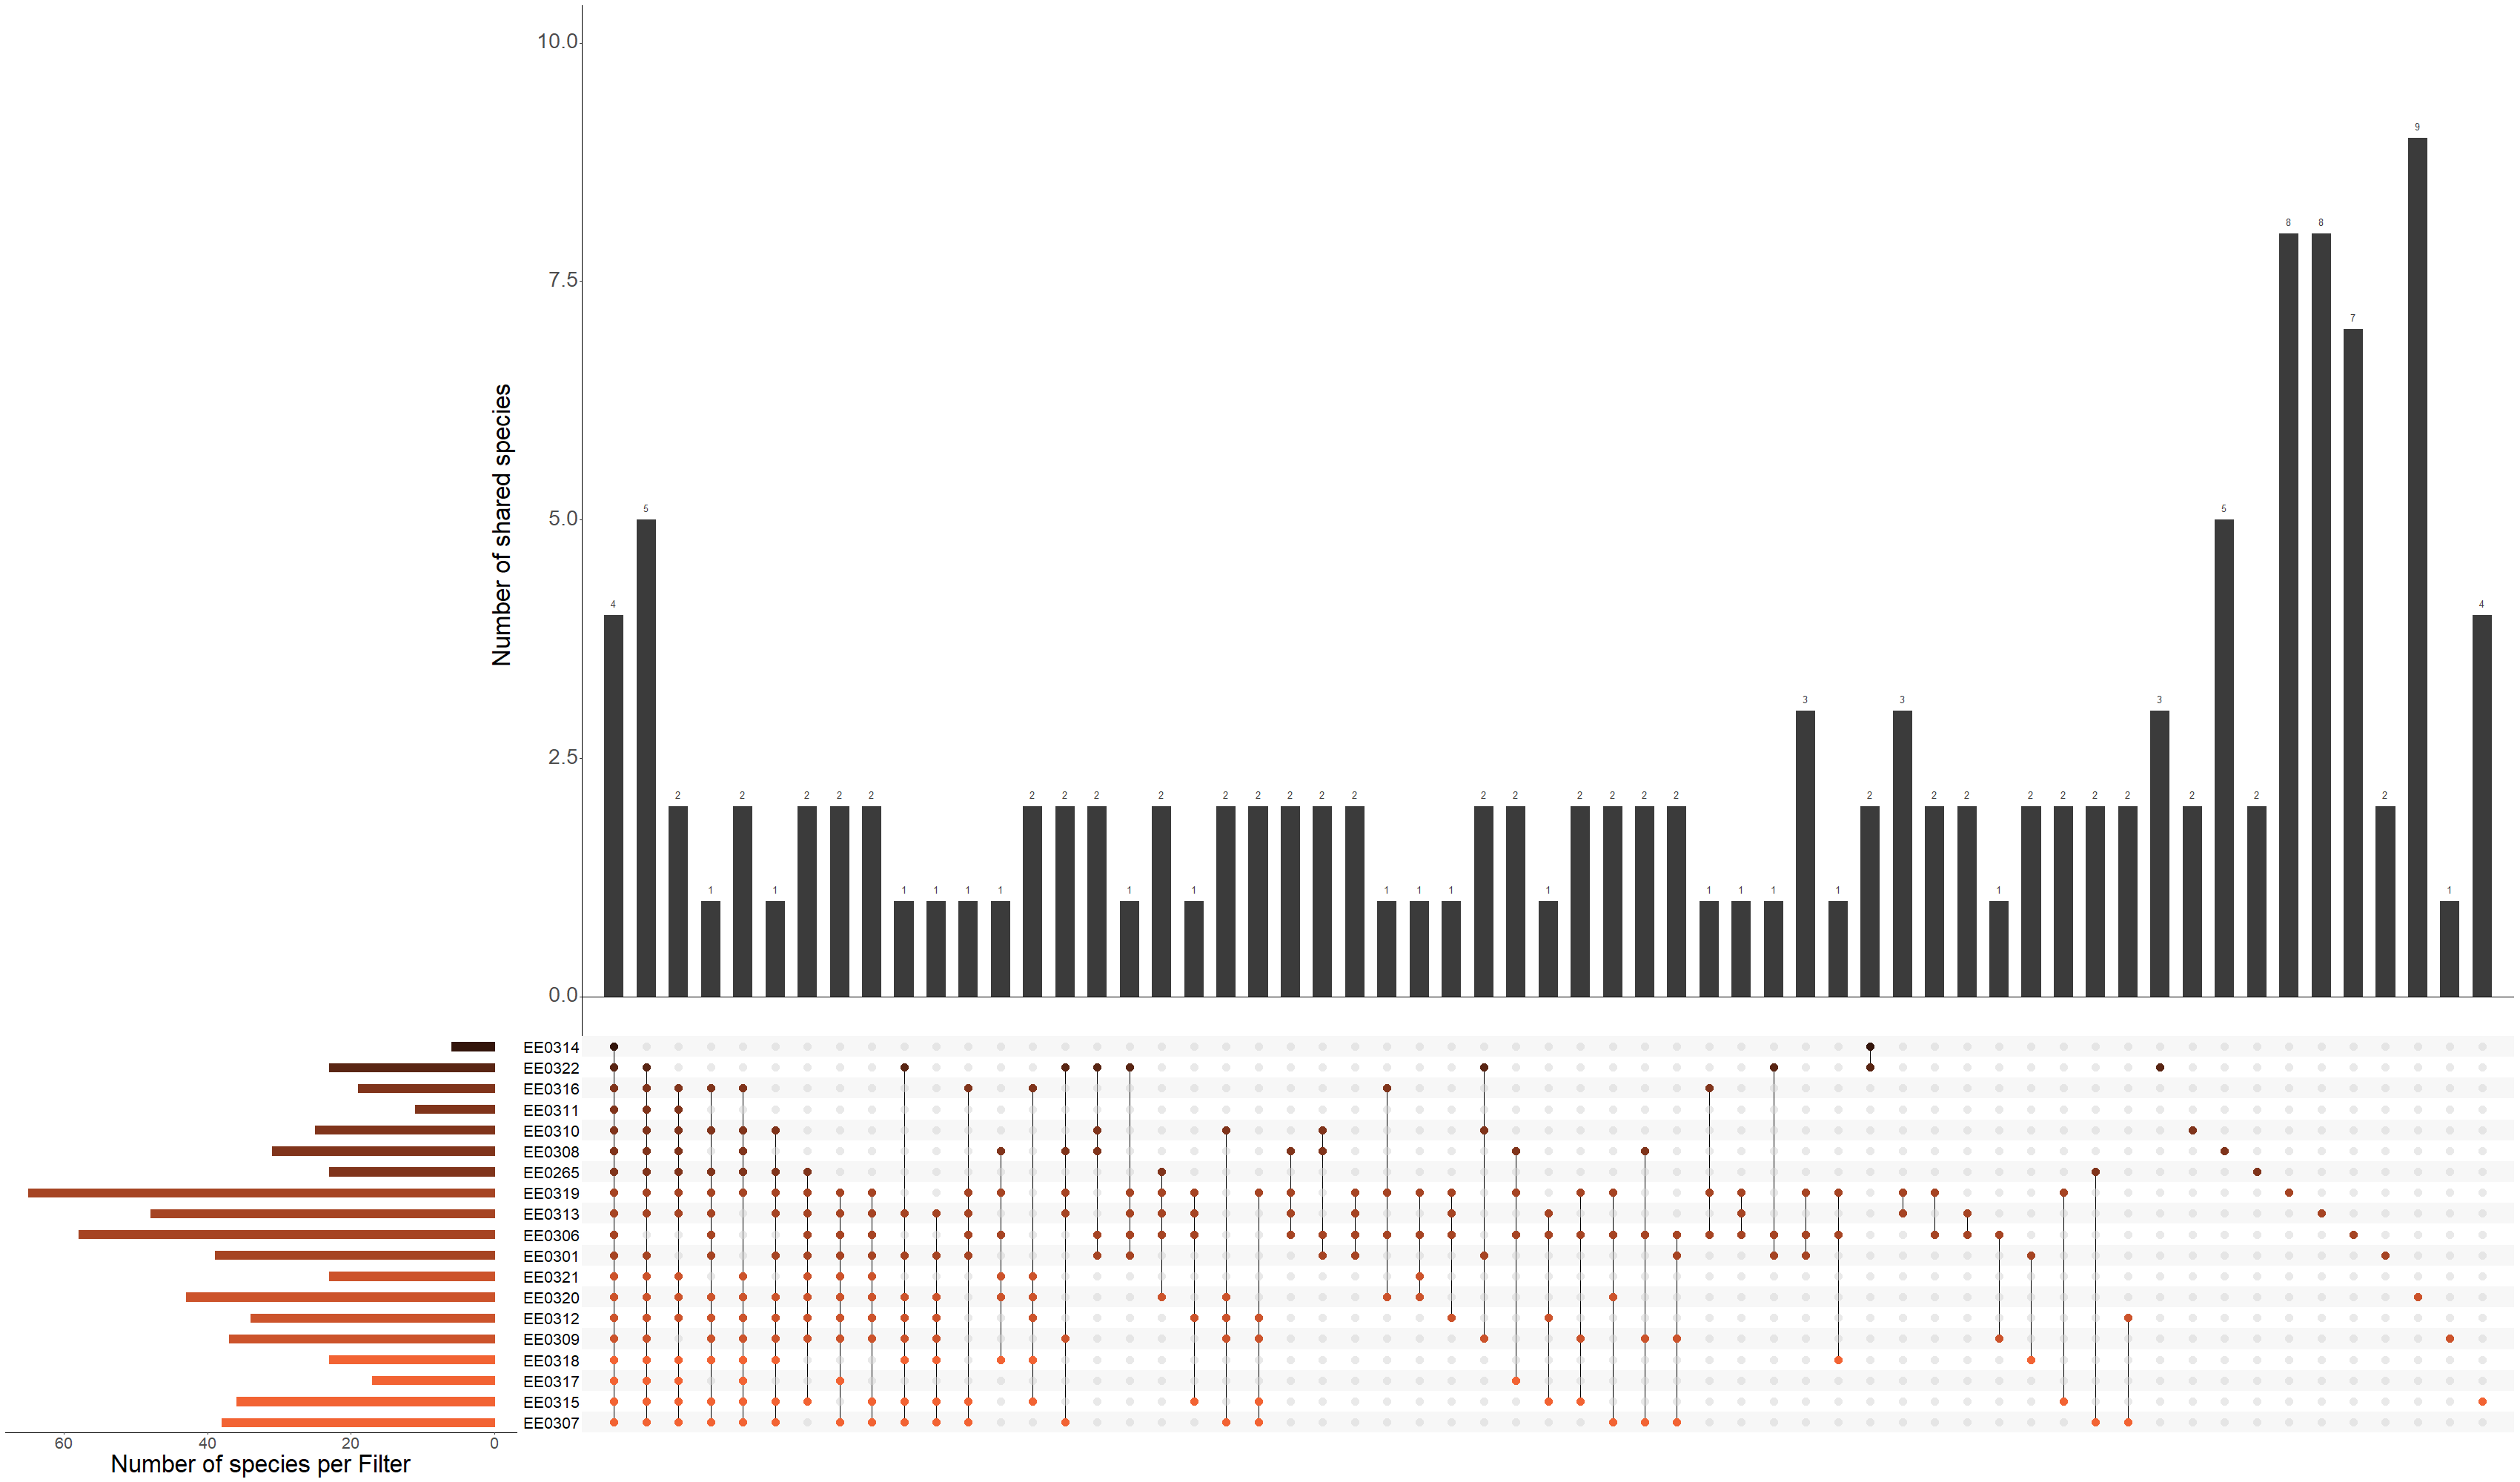 10.0
7.5
5.0
2.5
0.0
Number of shared species
4 5 2 1 2 1 2 2 2 1 1 1 1 2 2 2 1 2 1 2 2 2 2 2 1 1 1 2 2 1 2 2 2 2 1 1 1 3 1 2 3 2 2 1 2 2 2 2 3 2 5 2 8 8 7 2 9 1 4
EE0314
EE0322
EE0316
EE0311
EE0310
EE0308
EE0265
EE0319
EE0313
EE0306
EE0301
EE0321
EE0320
EE0312
EE0309
EE0318
EE0317
EE0315
EE0307
60 40 20 0
Number of species per Filter